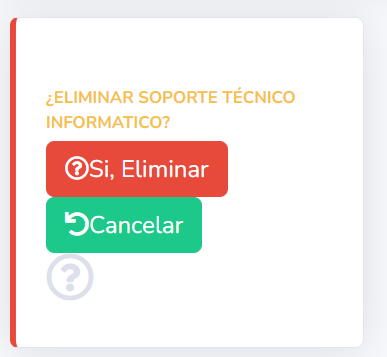 ¿ELIMINAR SOPORTE TÉCNICO
INFORMATICO?
Si, Eliminar
Cancelar